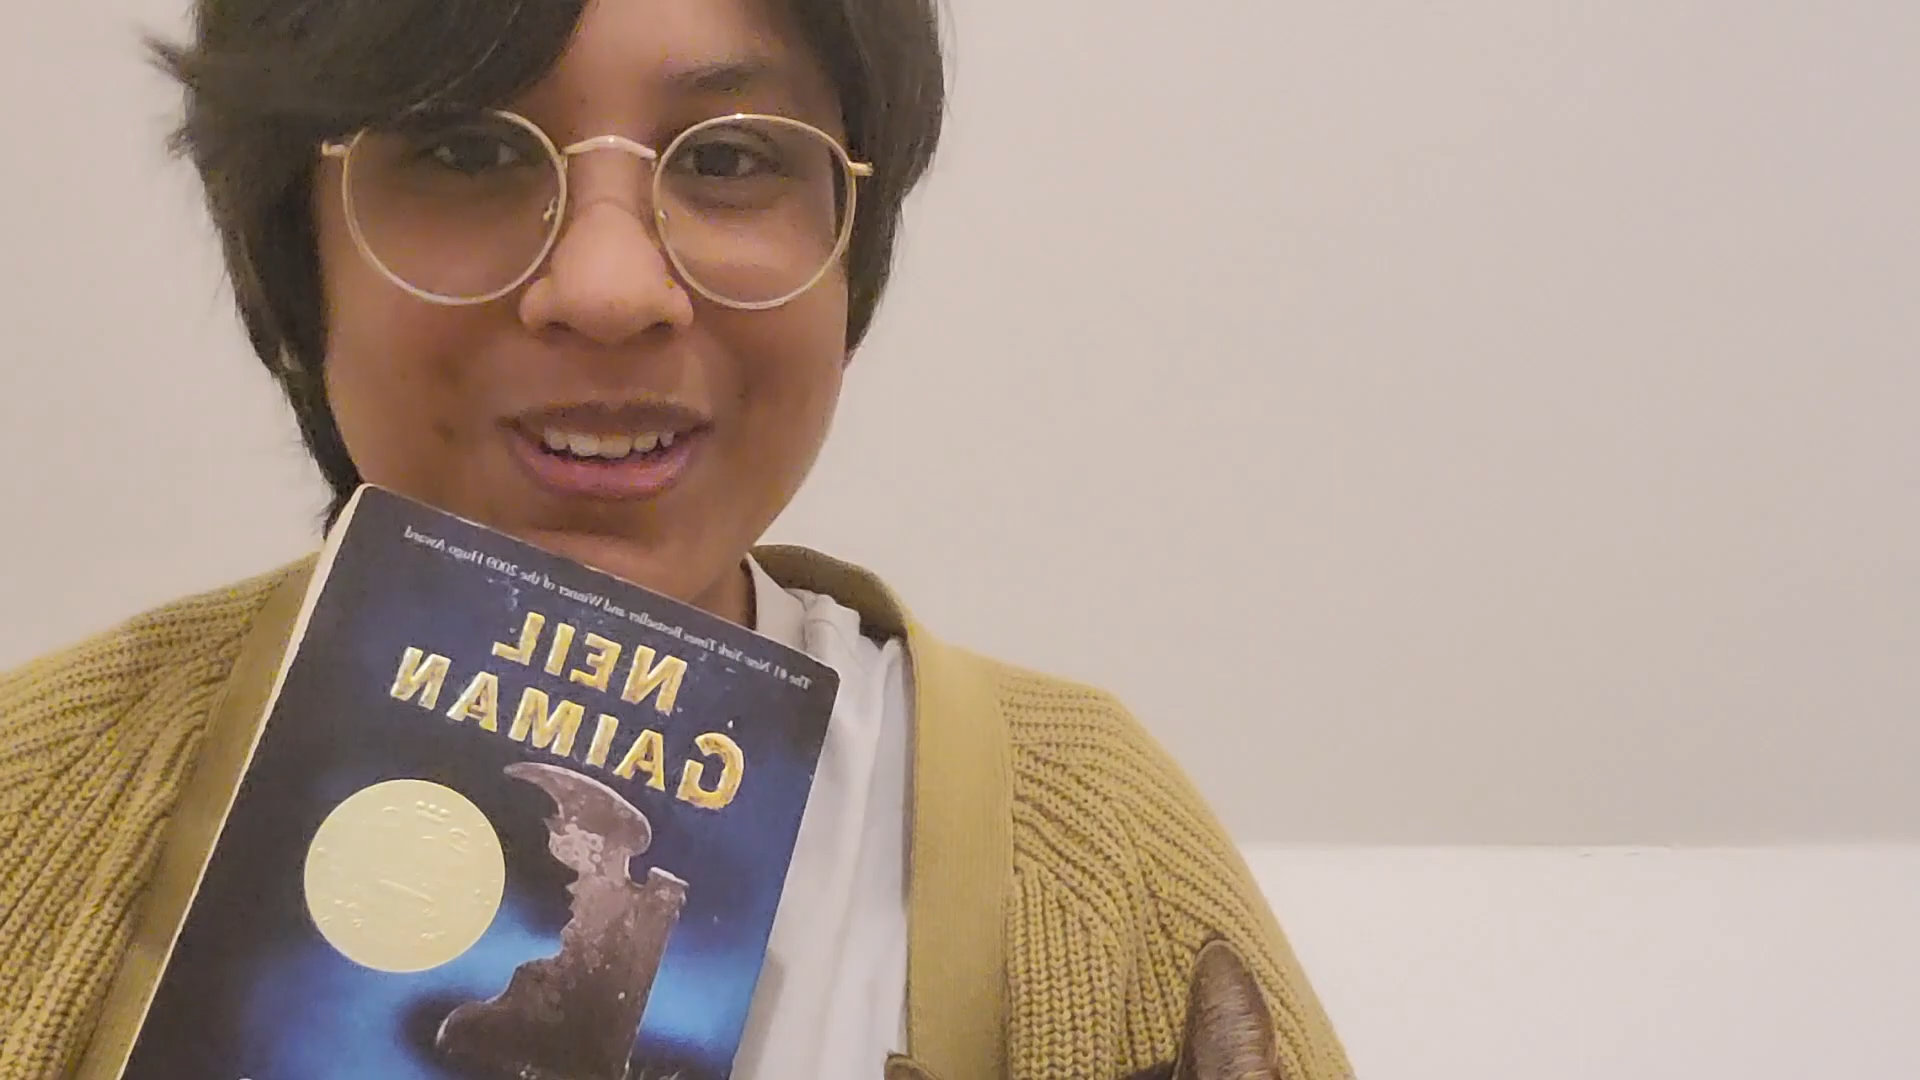 The #1 New York Times Bestseller and Winner of the 2009 Hugo Award
NEIL
GAIMAN